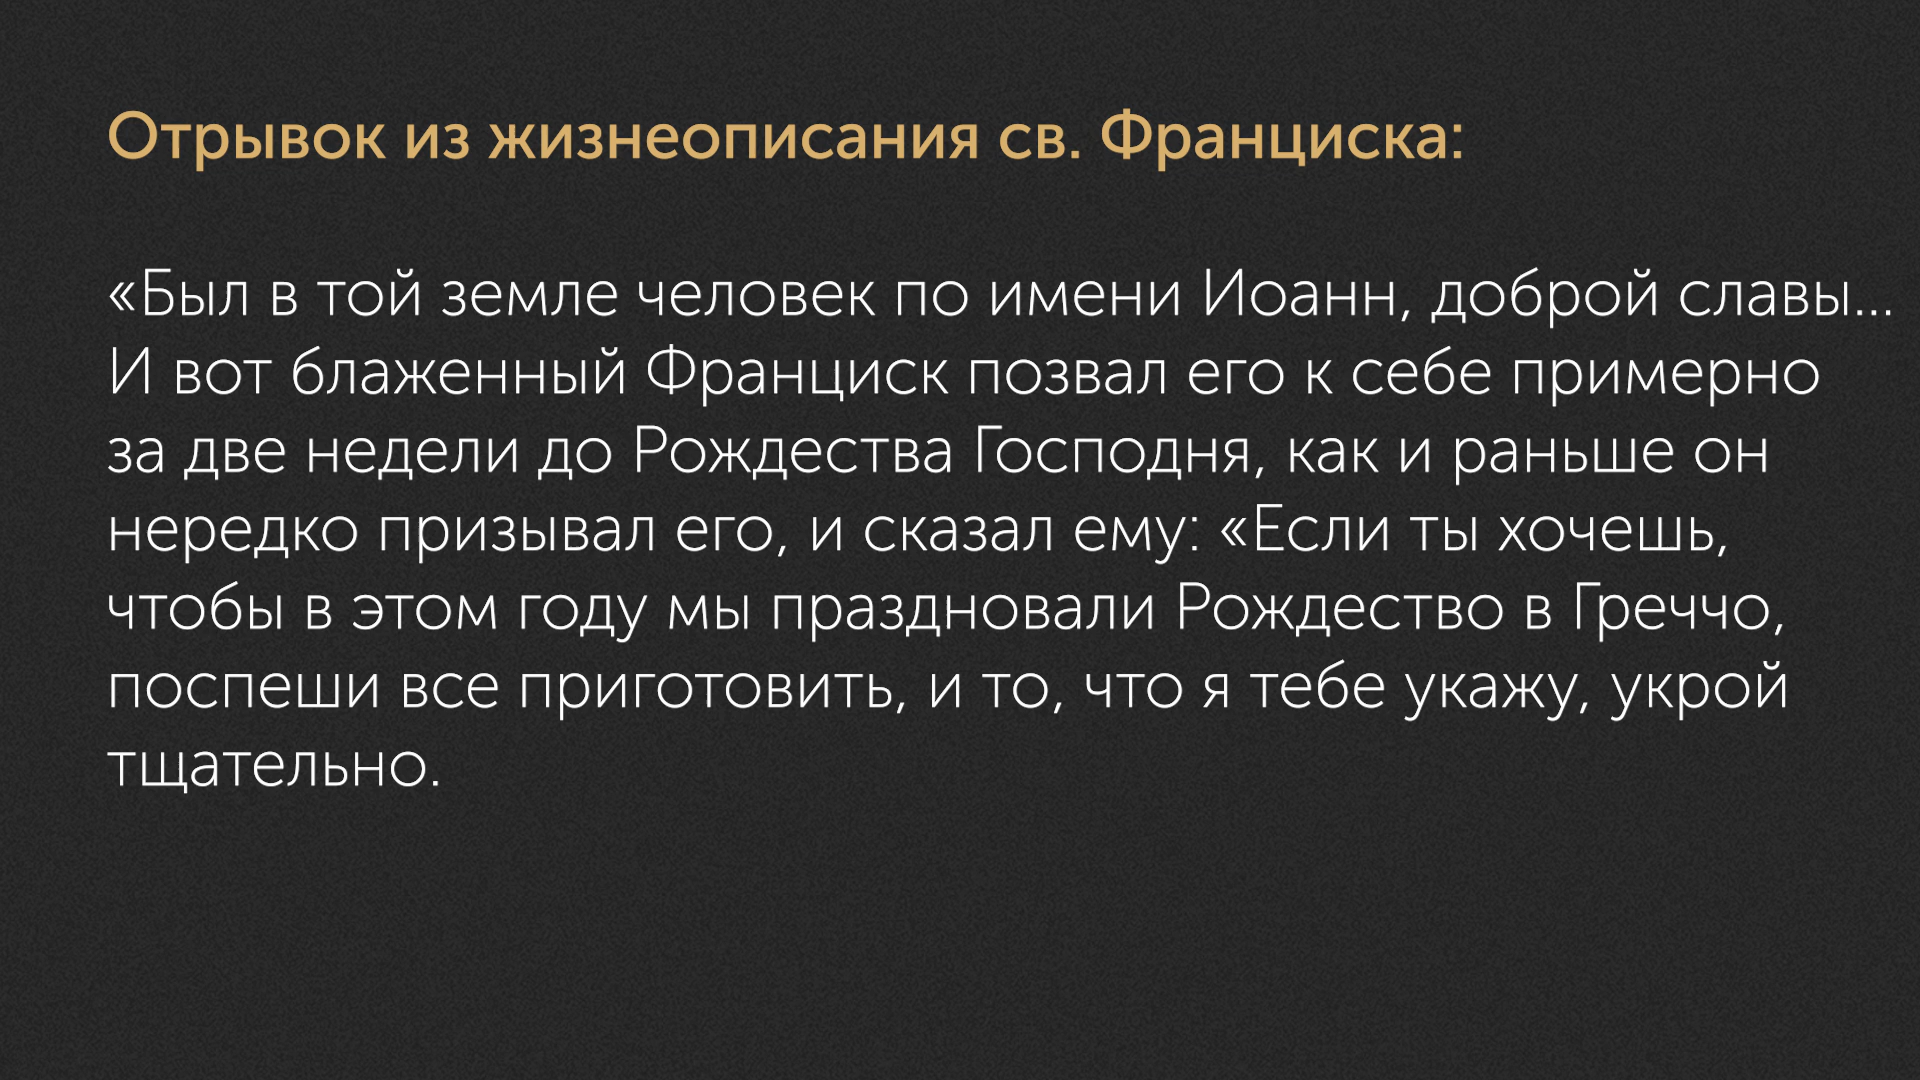 Отрывок из жизнеописания св. Франциска:
«Был в той земле человек по имени Иоанн, доброй славы...
И вот блаженный Франциск позвал его к себе примерно
за две недели до Рождества Господня, как и раньше он
нередко призывал его, и сказал ему: «Если ты хочешь,
чтобы в этом году мы праздновали Рождество в Греччо,
поспеши все приготовить, и то, что я тебе укажу, укрой
тщательно.